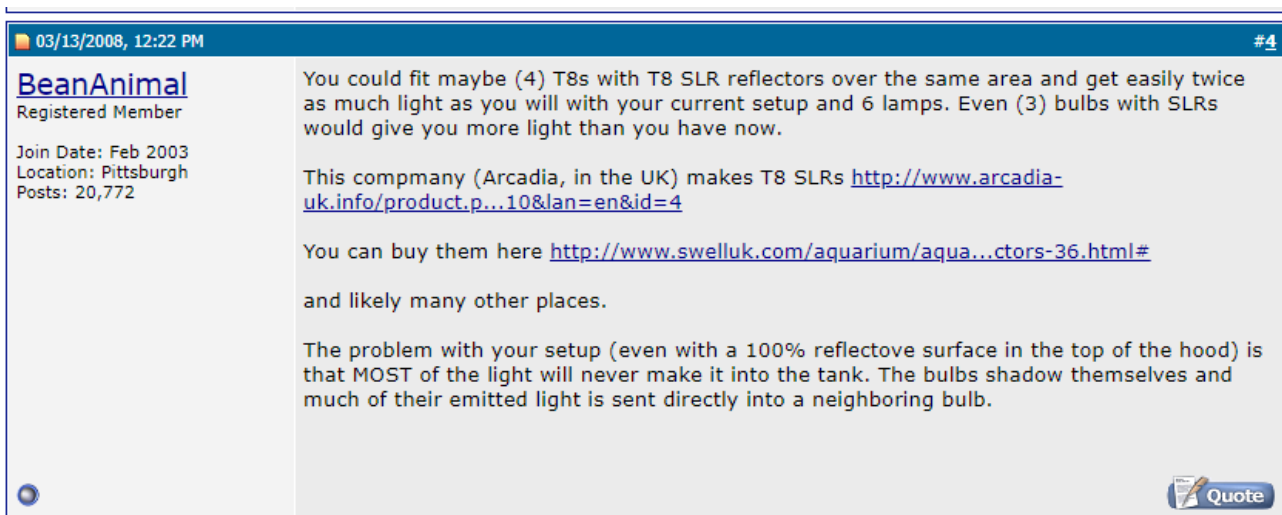 03/13/2008, 12:22 PM
#4
BeanAnimal
Registered Member
Join Date: Feb 2003
Location: Pittsburgh
Posts: 20,772
You could fit maybe (4) T8s with T8 SLR reflectors over the same area and get easily twice
as much light as you will with your current setup and 6 lamps. Even (3) bulbs with SLRs
would give you more light than you have now.
This compmany (Arcadia, in the UK) makes T8 SLRs http://www.arcadia-
uk.info/product.p...10&lan=en&id=4
You can buy them here http://www.swelluk.com/aquarium/aqua...ctors-36.html#
and likely many other places.
The problem with your setup (even with a 100% reflectove surface in the top of the hood) is
that MOST of the light will never make it into the tank. The bulbs shadow themselves and
much of their emitted light is sent directly into a neighboring bulb.
Quote